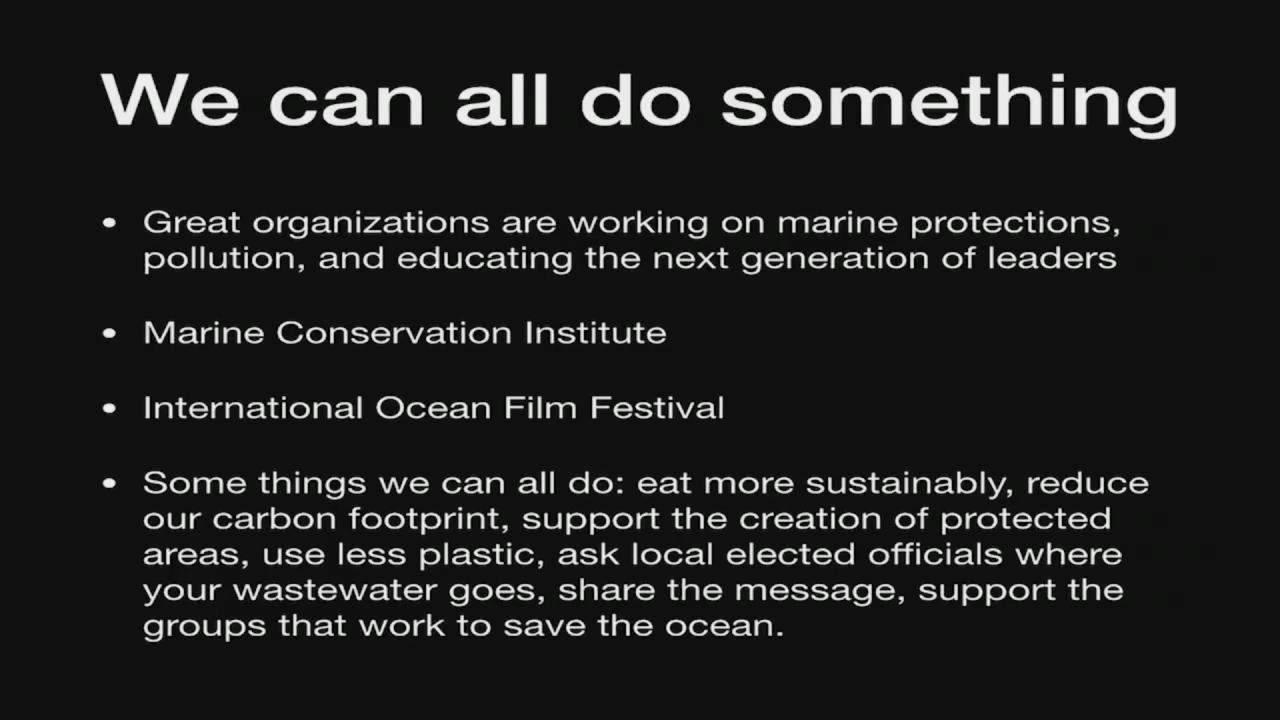 We can all do something
• Great organizations are working on marine protections,
pollution, and educating the next generation of leaders
• Marine Conservation Institute
• International Ocean Film Festival
• Some things we can all do: eat more sustainably, reduce
our carbon footprint, support the creation of protected
areas, use less plastic, ask local elected officials where
your wastewater goes, share the message, support the
groups that work to save the ocean.